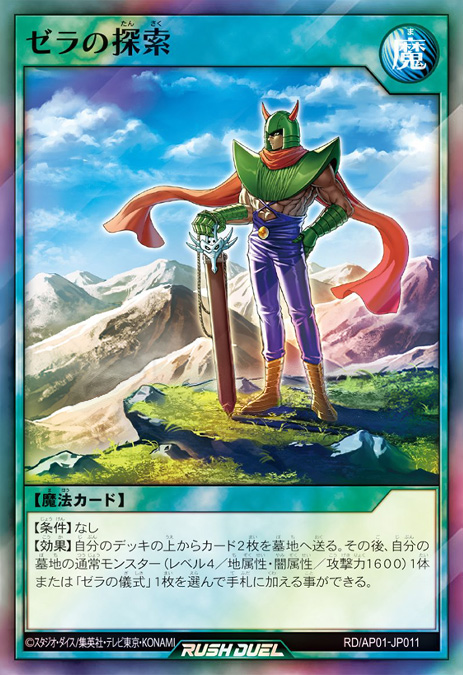 ゼラの探索
たん さく
魔
ま
【魔法カード】
【条件】なし
【効果】自分のデッキの上からカード2枚を墓地へ送る。その後、自分の
墓地の通常モンスター(レベル4/地属性・闇属性/攻撃力1600)1体
または「ゼラの儀式」1枚を選んで手札に加える事ができる。
©スタジオ・ダイス/集英社・テレビ東京・KONAMI
RUSH DUEL
RD/AP01-JP011